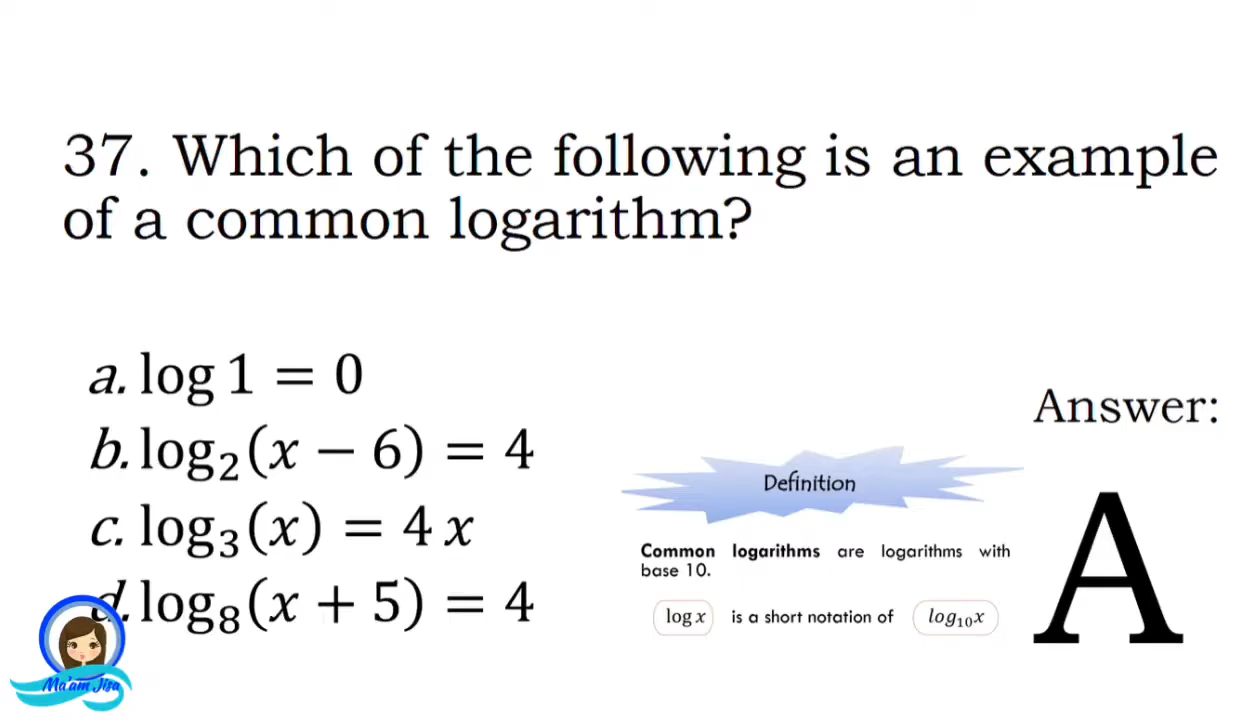 37. Which of the following is an example
of a common logarithm?
a. log 1 = 0
b. log₂(x − 6) = 4
c. log₃(x) = 4 x
d. log₈(x + 5) = 4
Answer:
A
Definition
Common logarithms are logarithms with
base 10.
log x is a short notation of log₁₀x
Ma'am Jisa